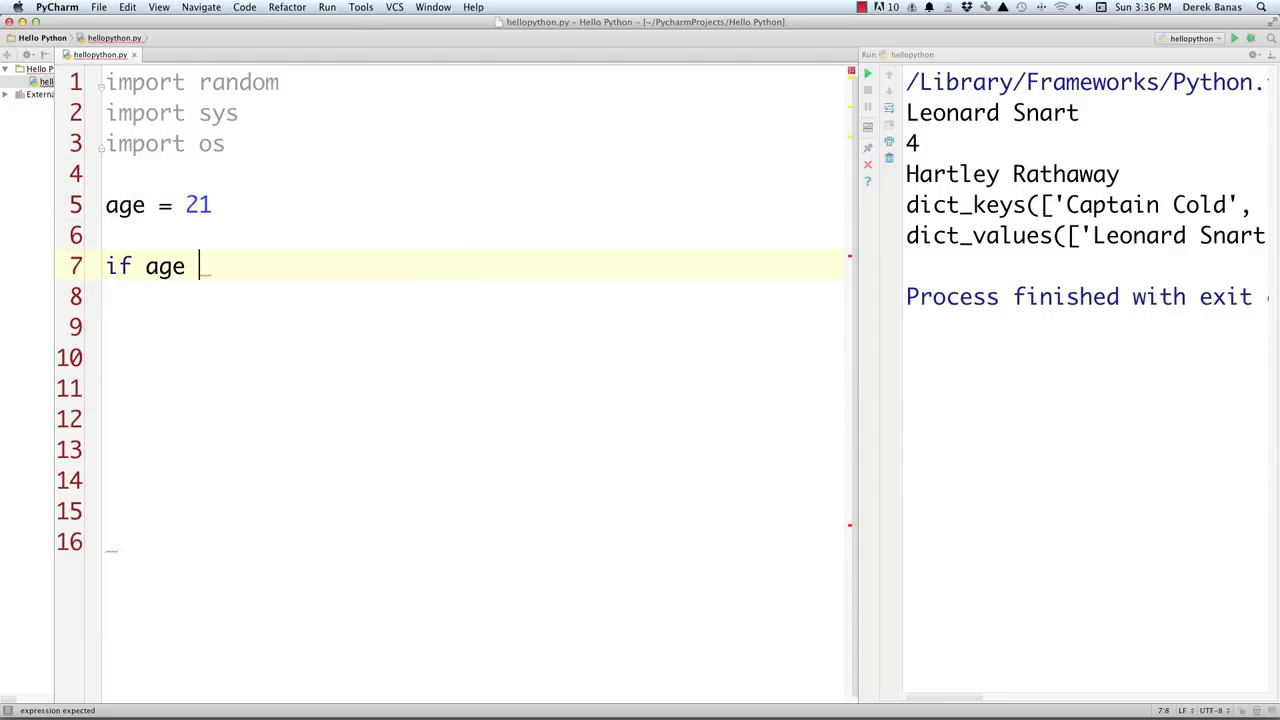 PyCharm File Edit View Navigate Code Refactor Run Tools VCS Window Help 10 Sun 3:36 PM Derek Banas
hellopython.py – Hello Python – [~/PycharmProjects/Hello Python]
Hello Python hellopython.py hellopython
hellopython.py Run hellopython
Hello P
hell
Externa
1 import random
2 import sys
3 import os
4
5 age = 21
6
7 if age
8
9
10
11
12
13
14
15
16
/Library/Frameworks/Python.
Leonard Snart
4
Hartley Rathaway
dict_keys(['Captain Cold',
dict_values(['Leonard Snart
Process finished with exit
expression expected 7:8 LF UTF-8